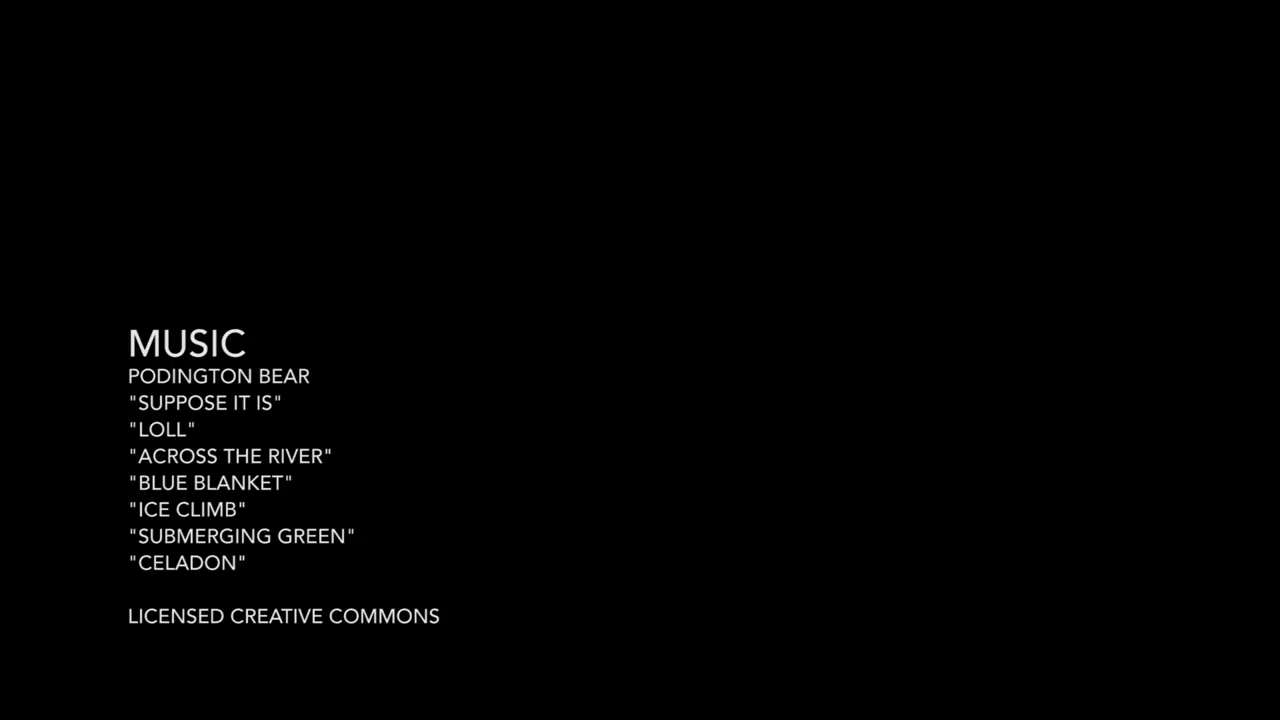 MUSIC
PODINGTON BEAR
"SUPPOSE IT IS"
"LOLL"
"ACROSS THE RIVER"
"BLUE BLANKET"
"ICE CLIMB"
"SUBMERGING GREEN"
"CELADON"
LICENSED CREATIVE COMMONS